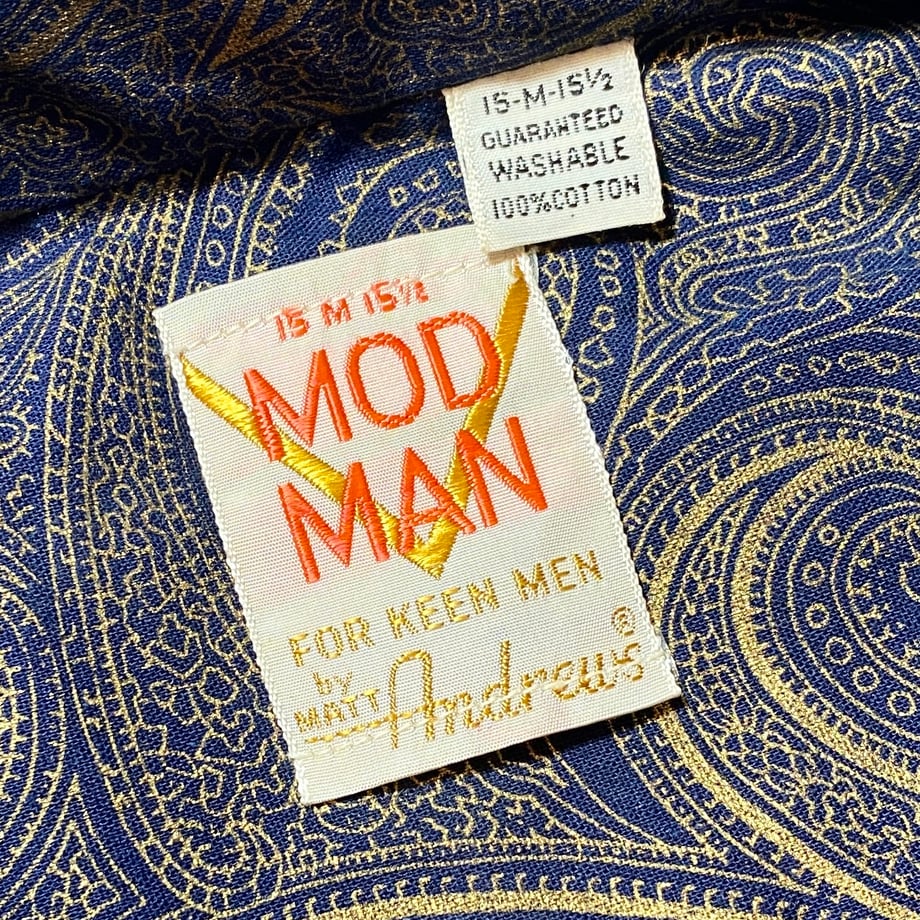 15-M-15½
GUARANTEED
WASHABLE
100%COTTON
15 M 15½
MOD
MAN
FOR KEEN MEN
®
by
MATT Andrews